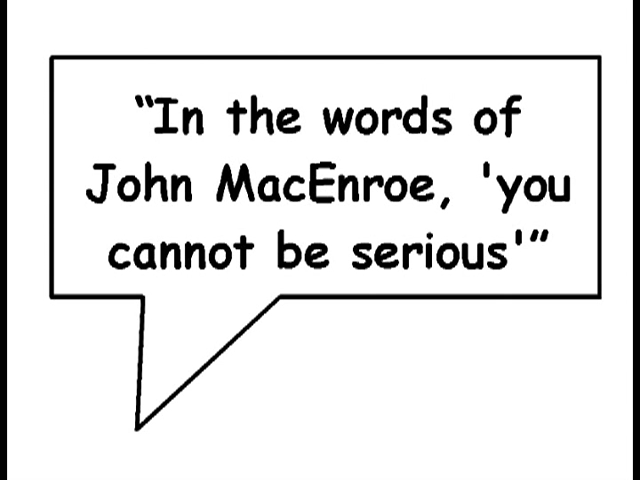 “In the words of
John MacEnroe, 'you
cannot be serious'”